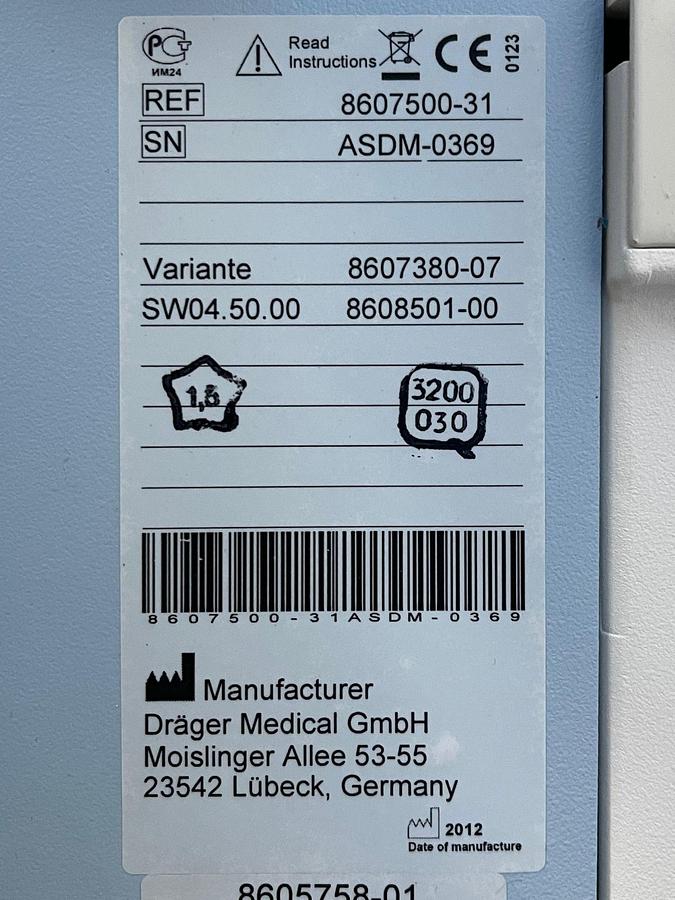 РСТ
ИМ24
Read
Instructions
CE 0123
REF 8607500-31
SN ASDM-0369
Variante 8607380-07
SW04.50.00 8608501-00
3200
030
8607500-31ASDM-0369
Manufacturer
Dräger Medical GmbH
Moislinger Allee 53-55
23542 Lübeck, Germany
2012
Date of manufacture
8605758-01